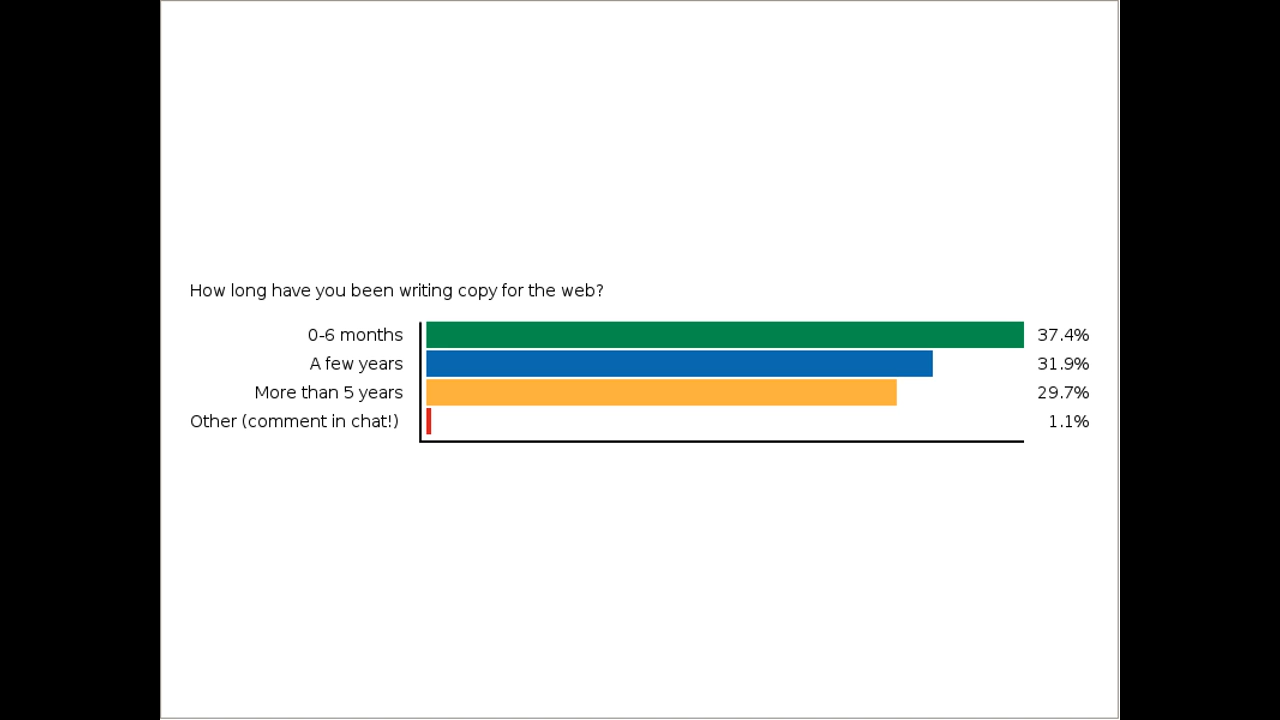 How long have you been writing copy for the web?
0-6 months 37.4%
A few years 31.9%
More than 5 years 29.7%
Other (comment in chat!) 1.1%